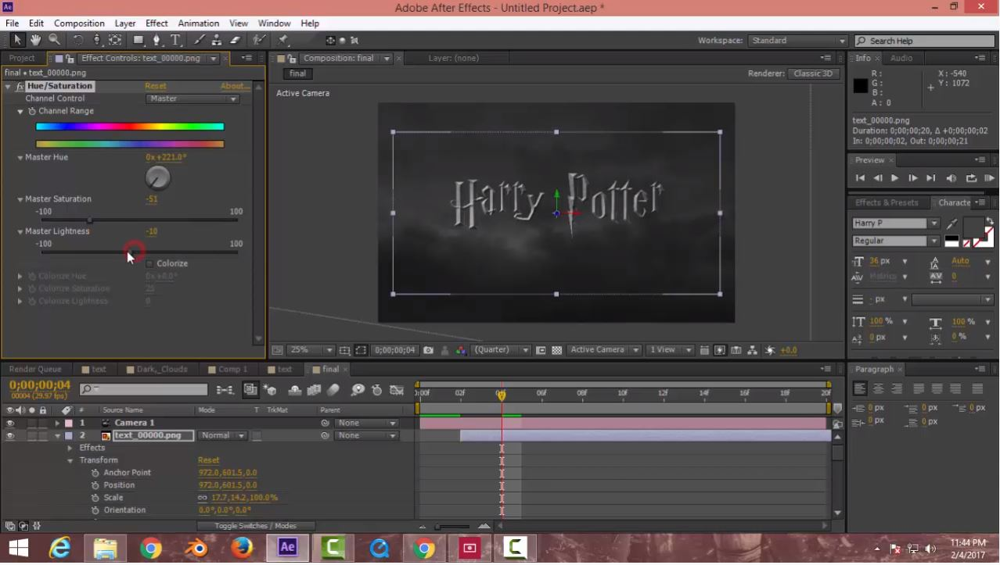 Ae
Adobe After Effects - Untitled Project.aep *
File Edit Composition Layer Effect Animation View Window Help
Workspace: Standard
Search Help
Project
Effect Controls: text_00000.png
final • text_00000.png
fx Hue/Saturation Reset About...
Channel Control Master
Channel Range
Master Hue 0x +221.0°
Master Saturation -51
-100 100
Master Lightness -10
-100 100
Colorize
Colorize Hue 0x +0.0°
Colorize Saturation 25
Colorize Lightness 0
Composition: final
Layer: (none)
final
Renderer: Classic 3D
Active Camera
Harry Potter
25% 0;00;00;04 (Quarter) Active Camera 1 View +0.0
Info Audio
R : X : -540
G : Y : 1072
B :
A : 0
text_00000.png
Duration: 0;00;00;20, Δ +0;00;00;02
In: 0;00;00;02, Out: 0;00;00;21
Preview
Effects & Presets Characte
Harry P
Regular
36 px Auto
Metrics 0
- px
100 % 100 %
0 px 0 %
Paragraph
0 px 0 px 0 px
0 px 0 px
Render Queue text Dark,_Clouds Comp 1 text final
0;00;00;04
00004 (29.97 fps)
0:00f 02f 04f 06f 08f 10f 12f 14f 16f 18f 20f
# Source Name Mode T TrkMat Parent
1 Camera 1 None
2 text_00000.png Normal None
Effects
Transform Reset
Anchor Point 972.0,601.5,0.0
Position 972.0,601.5,0.0
Scale 17.7,14.2,100.0%
Orientation 0.0°,0.0°,0.0°
Toggle Switches / Modes
Ae
11:44 PM
2/4/2017